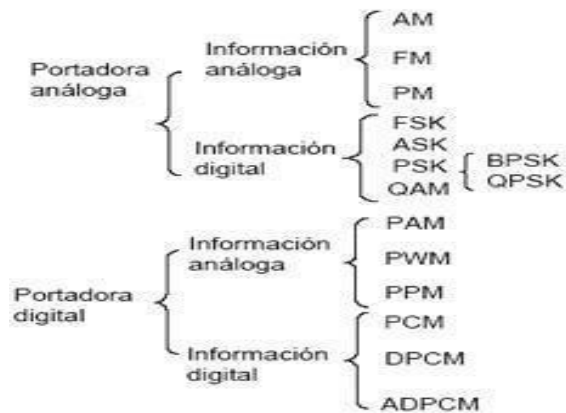 Portadora
análoga
Información
análoga
AM
FM
PM
Información
digital
FSK
ASK
PSK
QAM
BPSK
QPSK
Portadora
digital
Información
análoga
PAM
PWM
PPM
Información
digital
PCM
DPCM
ADPCM